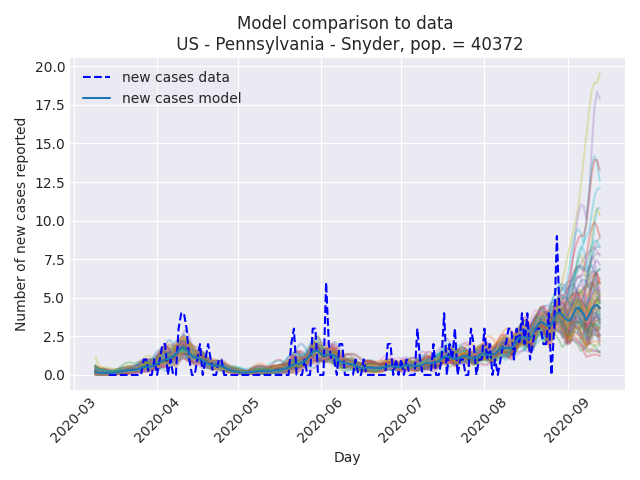 Model comparison to data
US - Pennsylvania - Snyder, pop. = 40372
20.0
17.5
15.0
12.5
10.0
7.5
5.0
2.5
0.0
Number of new cases reported
new cases data
new cases model
2020-03
2020-04
2020-05
2020-06
2020-07
2020-08
2020-09
Day